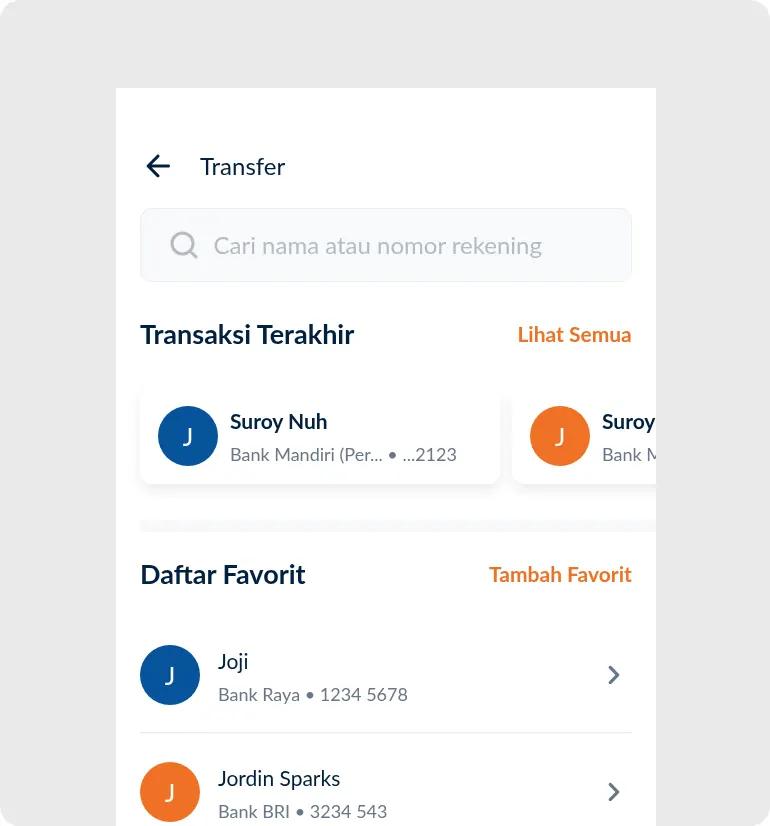 Transfer
Cari nama atau nomor rekening
Transaksi Terakhir
Lihat Semua
J
Suroy Nuh
Bank Mandiri (Per... • ...2123
J
Suroy
Bank M
Daftar Favorit
Tambah Favorit
J
Joji
Bank Raya • 1234 5678
J
Jordin Sparks
Bank BRI • 3234 543